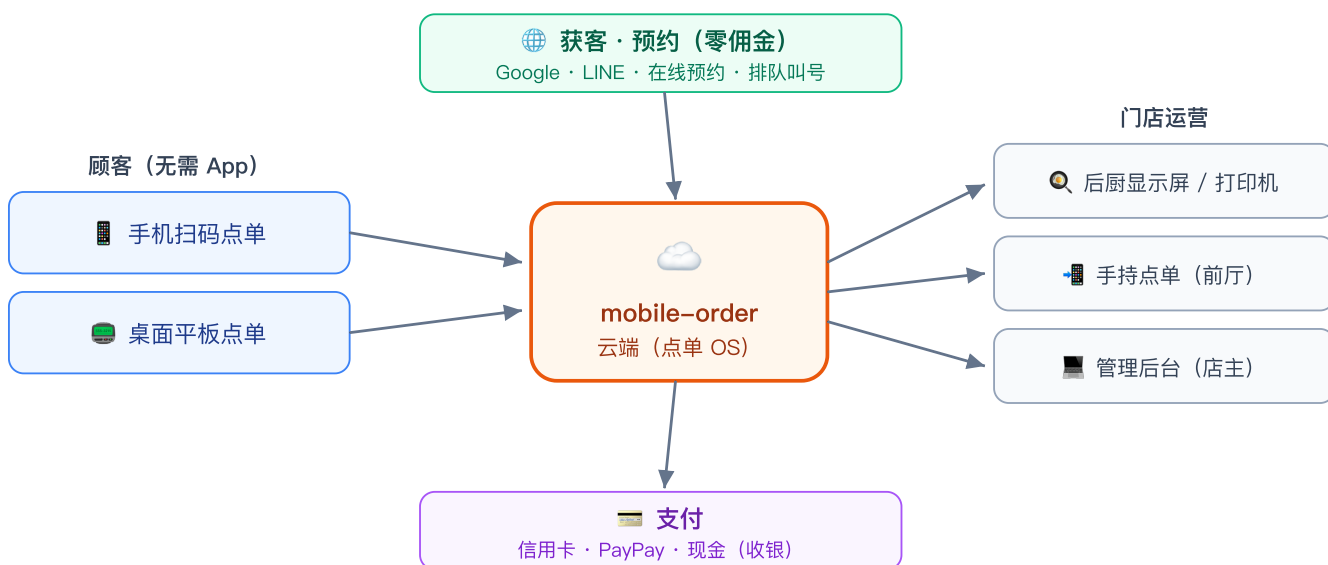 🌐 获客 · 预约（零佣金）
Google · LINE · 在线预约 · 排队叫号
顾客（无需 App）
📱 手机扫码点单
📟 桌面平板点单
☁️
mobile-order
云端（点单 OS）
门店运营
🍳 后厨显示屏 / 打印机
📲 手持点单（前厅）
💻 管理后台（店主）
💳 支付
信用卡 · PayPay · 现金（收银）